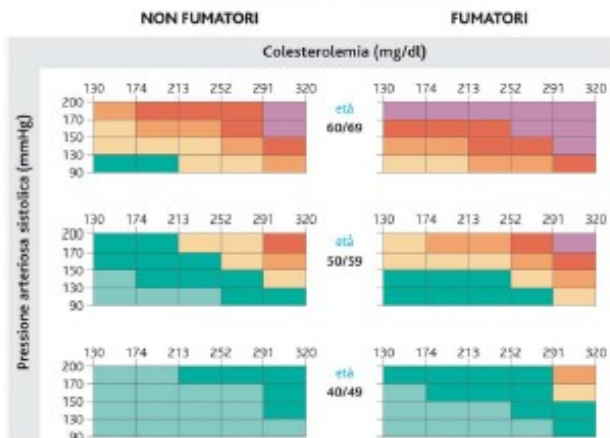 NON FUMATORI
FUMATORI
Colesterolemia (mg/dl)
Pressione arteriosa sistolica (mmHg)
130 174 213 252 291 320
età
130 174 213 252 291 320
200
170
150
130
90
60/69
130 174 213 252 291 320
età
130 174 213 252 291 320
200
170
150
130
90
50/59
130 174 213 252 291 320
età
130 174 213 252 291 320
200
170
150
130
90
40/49